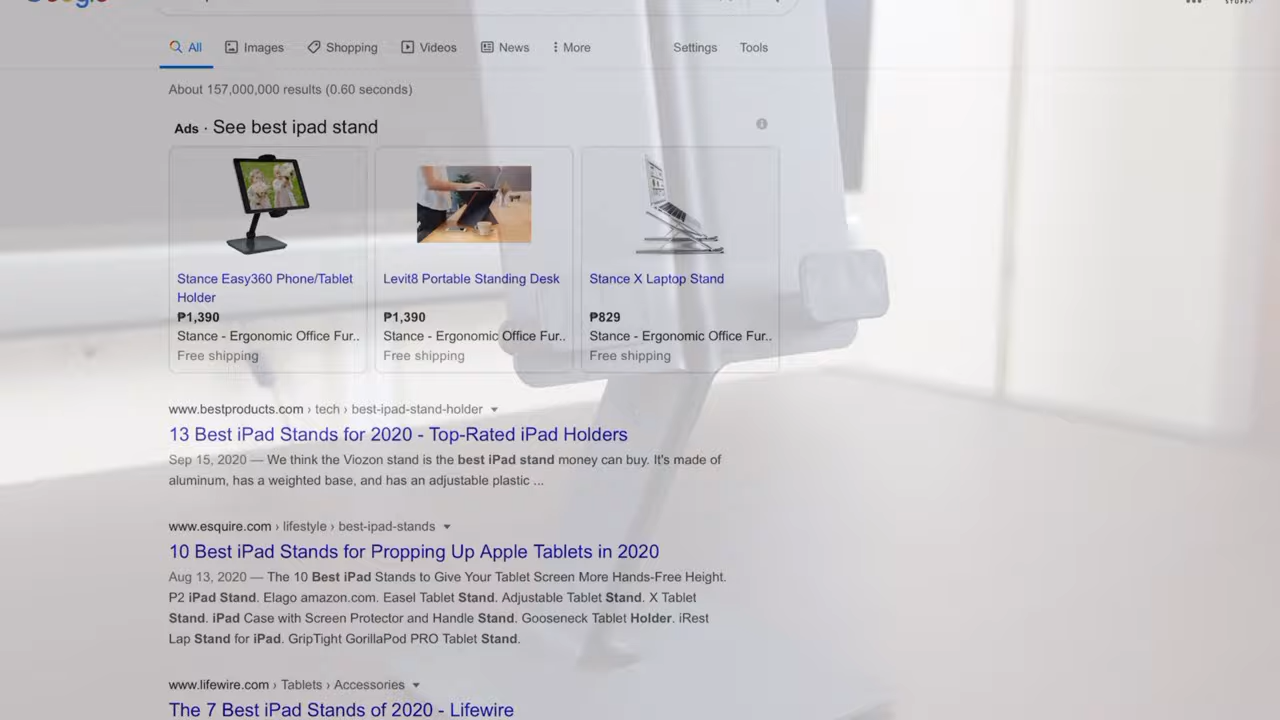 All Images Shopping Videos News More Settings Tools
About 157,000,000 results (0.60 seconds)
Ads · See best ipad stand
Stance Easy360 Phone/Tablet
Holder
₱1,390
Stance - Ergonomic Office Fur..
Free shipping
Levit8 Portable Standing Desk
₱1,390
Stance - Ergonomic Office Fur..
Free shipping
Stance X Laptop Stand
₱829
Stance - Ergonomic Office Fur..
Free shipping
www.bestproducts.com › tech › best-ipad-stand-holder
13 Best iPad Stands for 2020 - Top-Rated iPad Holders
Sep 15, 2020 — We think the Viozon stand is the best iPad stand money can buy. It's made of
aluminum, has a weighted base, and has an adjustable plastic ...
www.esquire.com › lifestyle › best-ipad-stands
10 Best iPad Stands for Propping Up Apple Tablets in 2020
Aug 13, 2020 — The 10 Best iPad Stands to Give Your Tablet Screen More Hands-Free Height.
P2 iPad Stand. Elago amazon.com. Easel Tablet Stand. Adjustable Tablet Stand. X Tablet
Stand. iPad Case with Screen Protector and Handle Stand. Gooseneck Tablet Holder. iRest
Lap Stand for iPad. GripTight GorillaPod PRO Tablet Stand.
www.lifewire.com › Tablets › Accessories
The 7 Best iPad Stands of 2020 - Lifewire